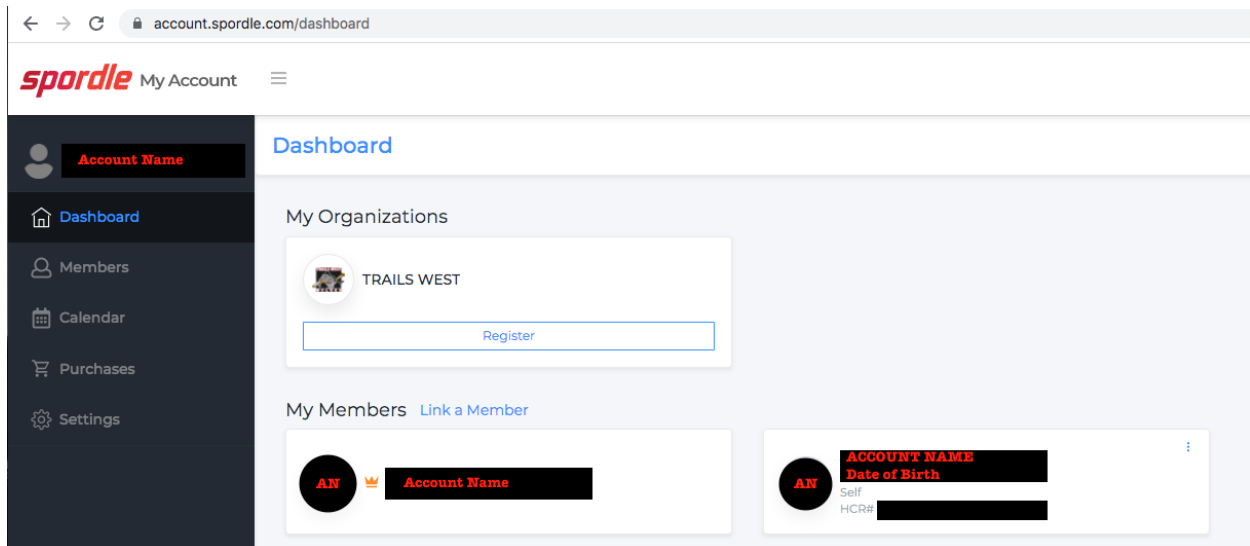 account.spordle.com/dashboard
spordle My Account
Account Name
Dashboard
Members
Calendar
Purchases
Settings
Dashboard
My Organizations
TRAILS WEST
Register
My Members Link a Member
AN Account Name
AN ACCOUNT NAME
Date of Birth
Self
HCR#